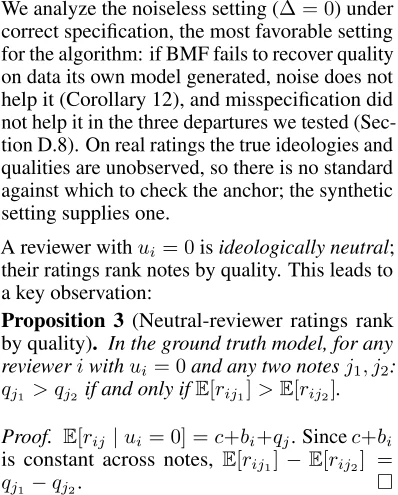 We analyze the noiseless setting (Δ = 0) under
correct specification, the most favorable setting
for the algorithm: if BMF fails to recover quality
on data its own model generated, noise does not
help it (Corollary 12), and misspecification did
not help it in the three departures we tested (Sec-
tion D.8). On real ratings the true ideologies and
qualities are unobserved, so there is no standard
against which to check the anchor; the synthetic
setting supplies one.
A reviewer with u_i = 0 is ideologically neutral;
their ratings rank notes by quality. This leads to
a key observation:
Proposition 3 (Neutral-reviewer ratings rank
by quality). In the ground truth model, for any
reviewer i with u_i = 0 and any two notes j_1, j_2:
q_{j_1} > q_{j_2} if and only if 𝔼[r_{ij_1}] > 𝔼[r_{ij_2}].
Proof. 𝔼[r_{ij} | u_i = 0] = c+b_i+q_j. Since c+b_i
is constant across notes, 𝔼[r_{ij_1}] − 𝔼[r_{ij_2}] =
q_{j_1} − q_{j_2}. □